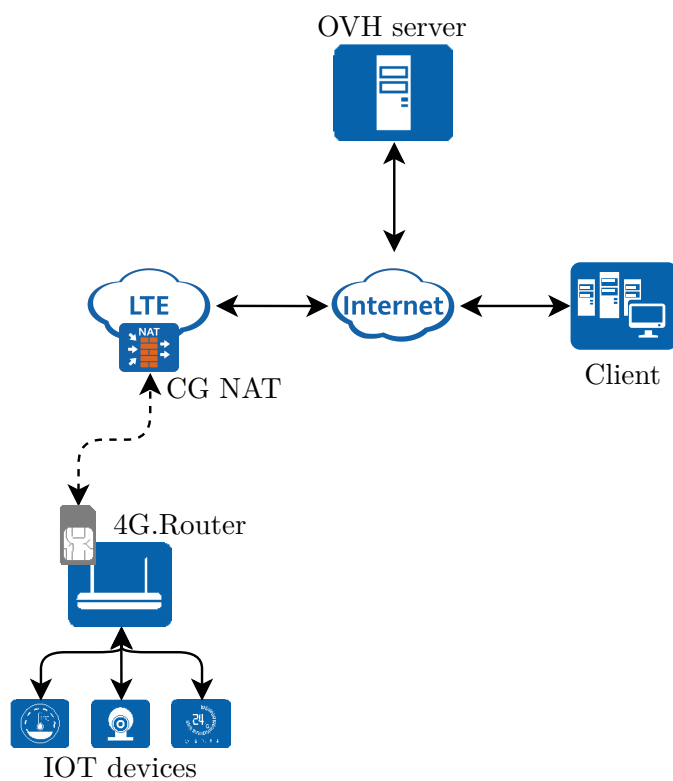 OVH server
LTE
Internet
NAT
CG NAT
Client
4G.Router
24
IOT devices